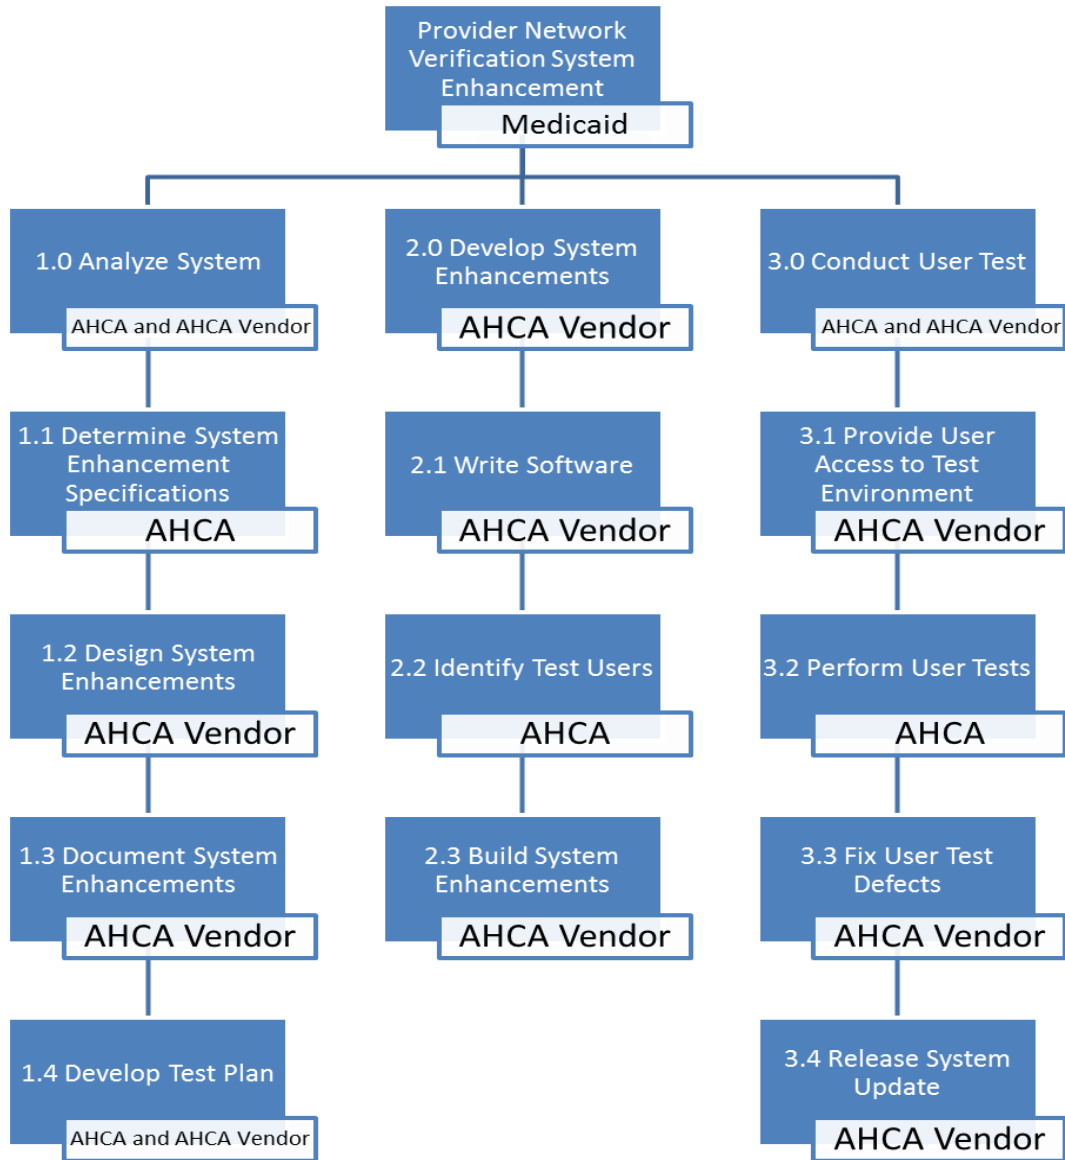 Provider Network
Verification System
Enhancement
Medicaid
1.0 Analyze System
AHCA and AHCA Vendor
2.0 Develop System
Enhancements
AHCA Vendor
3.0 Conduct User Test
AHCA and AHCA Vendor
1.1 Determine System
Enhancement
Specifications
AHCA
2.1 Write Software
AHCA Vendor
3.1 Provide User
Access to Test
Environment
AHCA Vendor
1.2 Design System
Enhancements
AHCA Vendor
2.2 Identify Test Users
AHCA
3.2 Perform User Tests
AHCA
1.3 Document System
Enhancements
AHCA Vendor
2.3 Build System
Enhancements
AHCA Vendor
3.3 Fix User Test
Defects
AHCA Vendor
1.4 Develop Test Plan
AHCA and AHCA Vendor
3.4 Release System
Update
AHCA Vendor